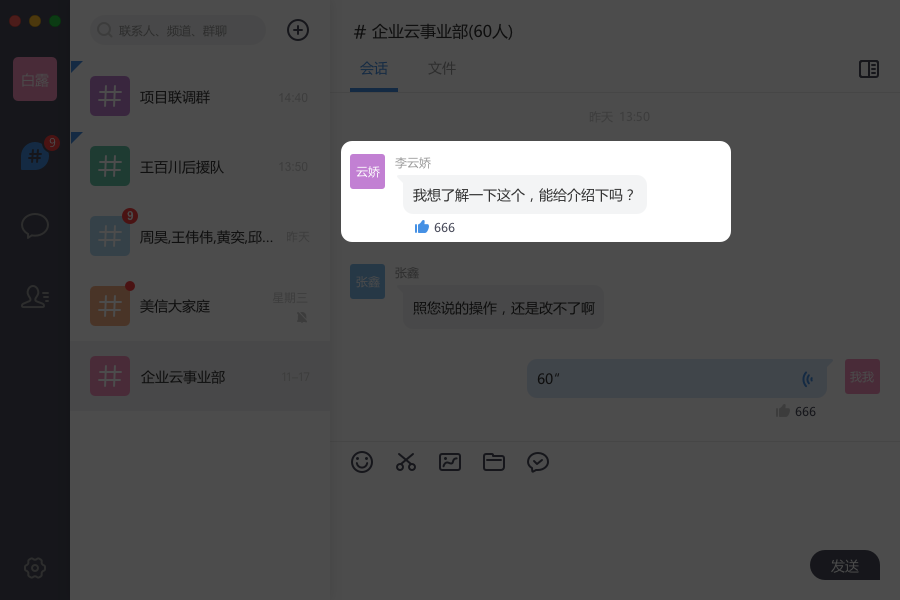 白露
9
联系人、频道、群聊
项目联调群
14:40
王百川后援队
13:50
9
周昊,王伟伟,黄奕,邱...
昨天
美信大家庭
星期三
企业云事业部
11-17
# 企业云事业部(60人)
会话
文件
昨天 13:50
云娇
李云娇
我想了解一下这个，能给介绍下吗？
666
张鑫
张鑫
照您说的操作，还是改不了啊
60″
我我
666
发送